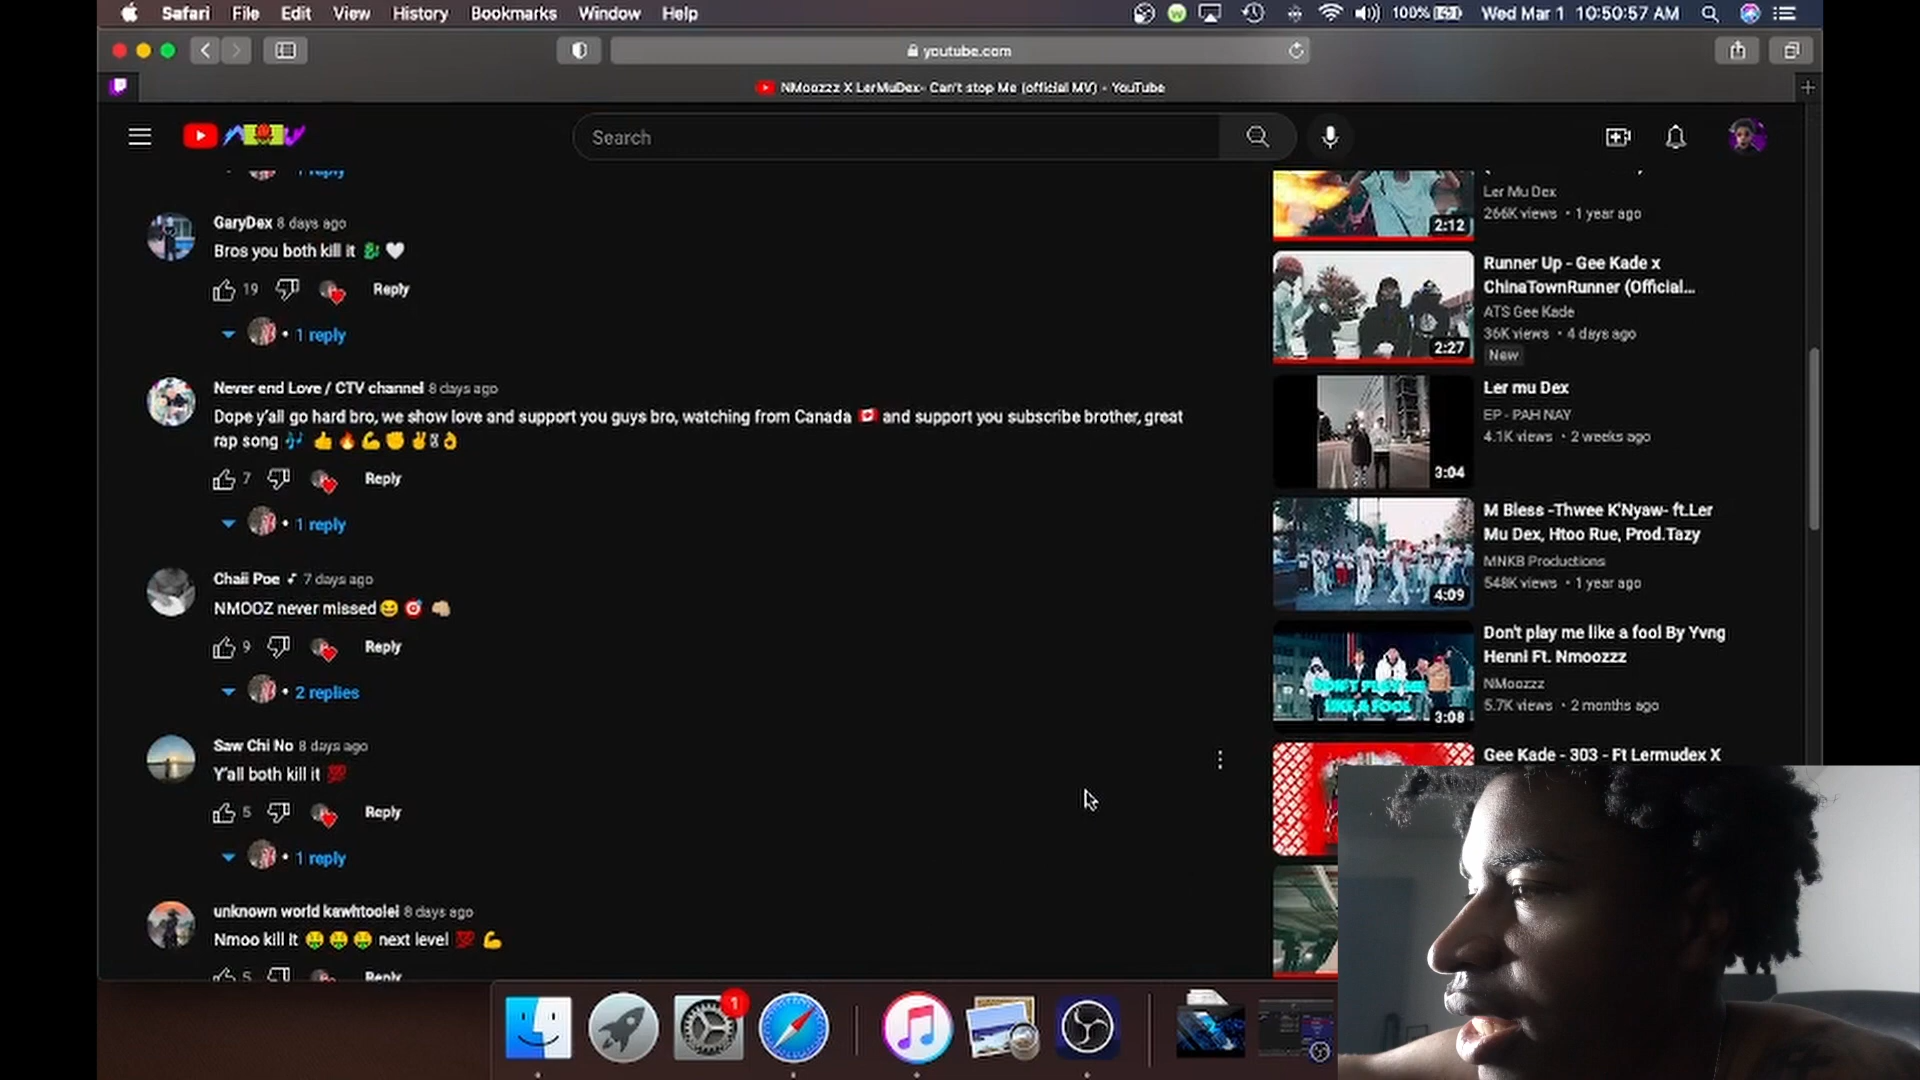 Safari File Edit View History Bookmarks Window Help 100% Wed Mar 1 10:50:57 AM
youtube.com
NMoozzz X LerMuDex- Can't stop Me (official MV) - YouTube
Search
1 reply
GaryDex 8 days ago
Bros you both kill it
19 Reply
1 reply
Never end Love / CTV channel 8 days ago
Dope y'all go hard bro, we show love and support you guys bro, watching from Canada 🇨🇦 and support you subscribe brother, great
rap song 🎶 👍 🔥 💪
7 Reply
1 reply
Chaii Poe 7 days ago
NMOOZ never missed 😆 🎯
9 Reply
2 replies
Saw Chi No 8 days ago
Y'all both kill it 💯
5 Reply
1 reply
unknown world kawhtoolei 8 days ago
Nmoo kill it 🤑 🤑 🤑 next level 💯 💪
5 Reply
Ler Mu Dex
266K views • 1 year ago
2:12
Runner Up - Gee Kade x
ChinaTownRunner (Official...
ATS Gee Kade
36K views • 4 days ago
New
2:27
Ler mu Dex
EP - PAH NAY
4.1K views • 2 weeks ago
3:04
M Bless -Thwee K'Nyaw- ft.Ler
Mu Dex, Htoo Rue, Prod.Tazy
MNKB Productions
548K views • 1 year ago
4:09
Don't play me like a fool By Yvng
Henni Ft. Nmoozzz
NMoozzz
5.7K views • 2 months ago
DON'T PLAY ME
LIKE A FOOL
3:08
Gee Kade - 303 - Ft Lermudex X
1